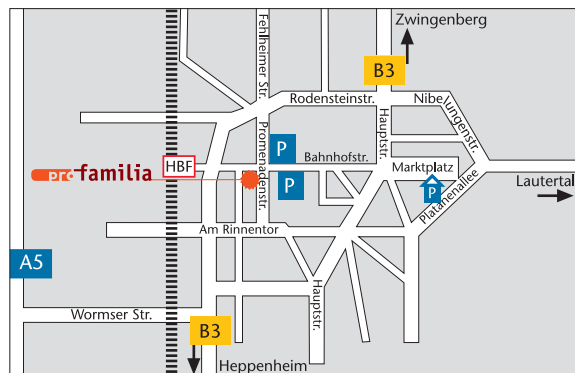 Zwingenberg
Fehlheimer Str.
B3
Rodensteinstr.
Nibelungenstr.
Promenadenstr.
Hauptstr.
P
Bahnhofstr.
HBF
Marktplatz
pro familia
P
P
Lautertal
Platanenallee
Am Rinnentor
A5
Hauptstr.
Wormser Str.
B3
Heppenheim